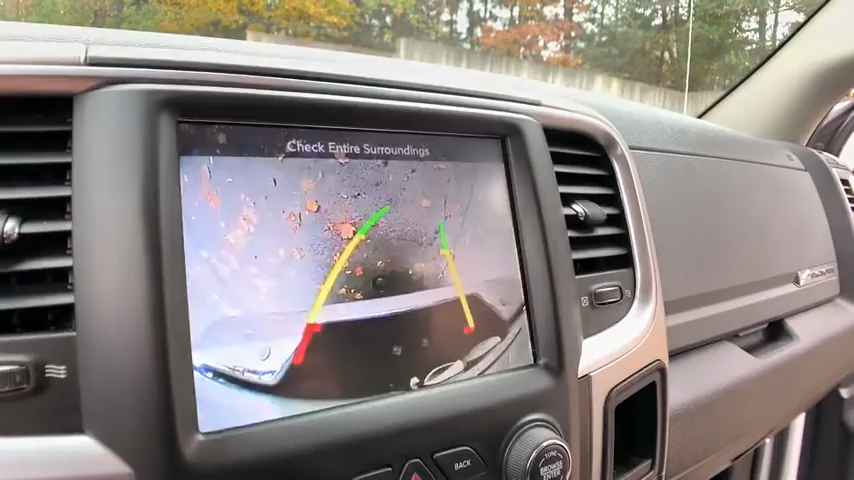 Check Entire Surroundings
BACK
TUNE
BROWSE
ENTER